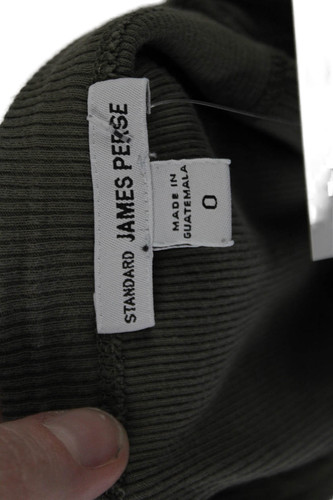 STANDARD JAMES PERSE
MADE IN
GUATEMALA
0